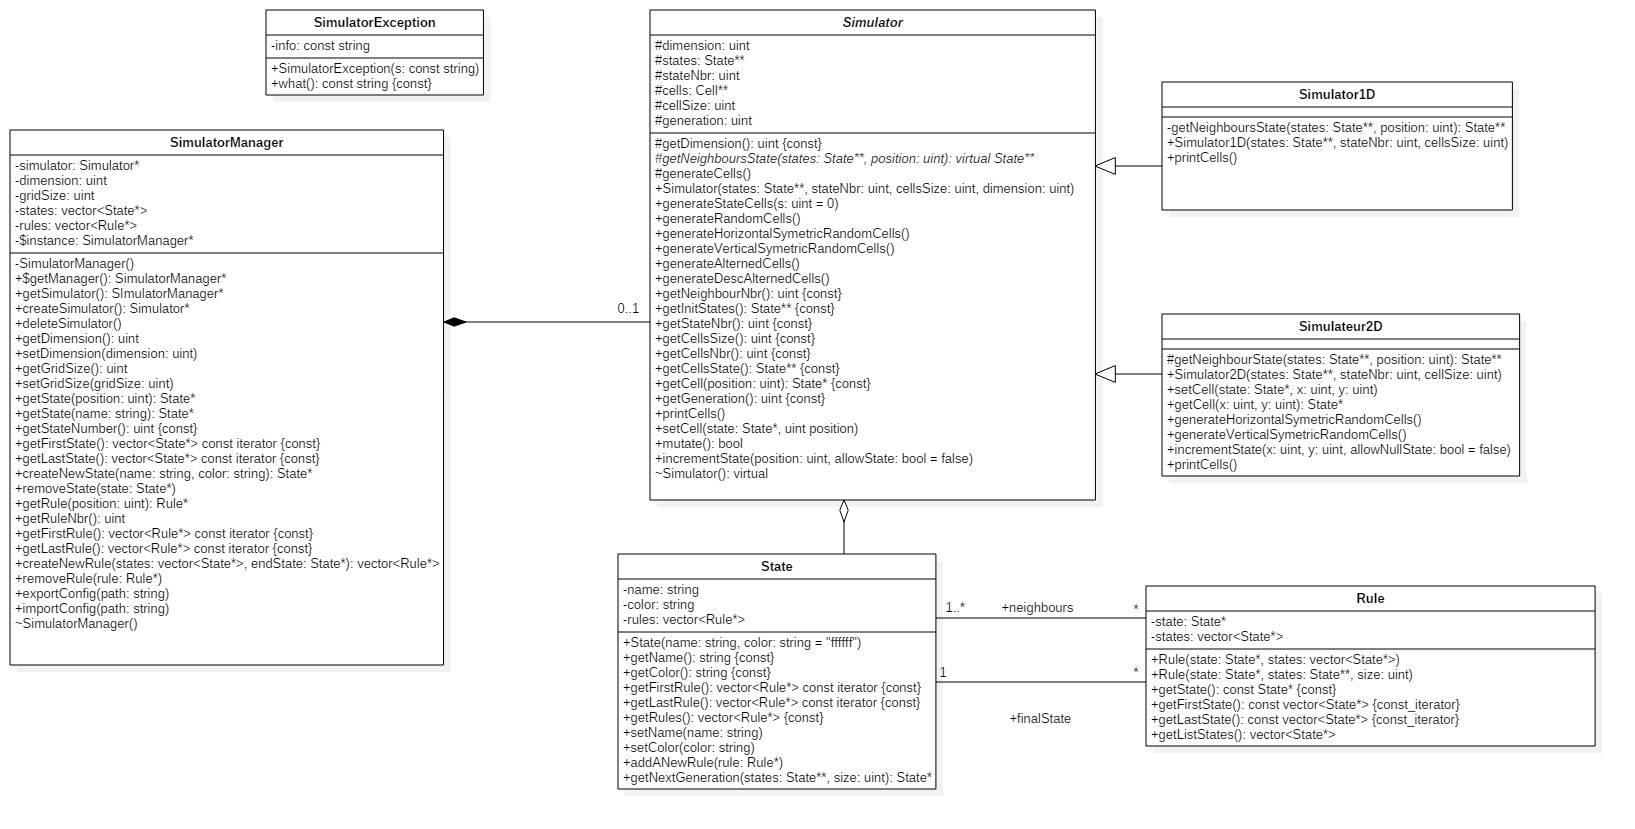 SimulatorException
-info: const string
+SimulatorException(s: const string)
+what(): const string {const}
SimulatorManager
-simulator: Simulator*
-dimension: uint
-gridSize: uint
-states: vector<State*>
-rules: vector<Rule*>
-$instance: SimulatorManager*
-SimulatorManager()
+$getManager(): SimulatorManager*
+getSimulator(): SImulatorManager*
+createSimulator(): Simulator*
+deleteSimulator()
+getDimension(): uint
+setDimension(dimension: uint)
+getGridSize(): uint
+setGridSize(gridSize: uint)
+getState(position: uint): State*
+getState(name: string): State*
+getStateNumber(): uint {const}
+getFirstState(): vector<State*> const iterator {const}
+getLastState(): vector<State*> const iterator {const}
+createNewState(name: string, color: string): State*
+removeState(state: State*)
+getRule(position: uint): Rule*
+getRuleNbr(): uint
+getFirstRule(): vector<Rule*> const iterator {const}
+getLastRule(): vector<Rule*> const iterator {const}
+createNewRule(states: vector<State*>, endState: State*): vector<Rule*>
+removeRule(rule: Rule*)
+exportConfig(path: string)
+importConfig(path: string)
~SimulatorManager()
0..1
Simulator
#dimension: uint
#states: State**
#stateNbr: uint
#cells: Cell**
#cellSize: uint
#generation: uint
#getDimension(): uint {const}
#getNeighboursState(states: State**, position: uint): virtual State**
#generateCells()
+Simulator(states: State**, stateNbr: uint, cellsSize: uint, dimension: uint)
+generateStateCells(s: uint = 0)
+generateRandomCells()
+generateHorizontalSymetricRandomCells()
+generateVerticalSymetricRandomCells()
+generateAlternedCells()
+generateDescAlternedCells()
+getNeighbourNbr(): uint {const}
+getInitStates(): State** {const}
+getStateNbr(): uint {const}
+getCellsSize(): uint {const}
+getCellsNbr(): uint {const}
+getCellsState(): State** {const}
+getCell(position: uint): State* {const}
+getGeneration(): uint {const}
+printCells()
+setCell(state: State*, uint position)
+mutate(): bool
+incrementState(position: uint, allowState: bool = false)
~Simulator(): virtual
Simulator1D
-getNeighboursState(states: State**, position: uint): State**
+Simulator1D(states: State**, stateNbr: uint, cellsSize: uint)
+printCells()
Simulateur2D
#getNeighbourState(states: State**, position: uint): State**
+Simulator2D(states: State**, stateNbr: uint, cellSize: uint)
+setCell(state: State*, x: uint, y: uint)
+getCell(x: uint, y: uint): State*
+generateHorizontalSymetricRandomCells()
+generateVerticalSymetricRandomCells()
+incrementState(x: uint, y: uint, allowNullState: bool = false)
+printCells()
State
-name: string
-color: string
-rules: vector<Rule*>
+State(name: string, color: string = "ffffff")
+getName(): string {const}
+getColor(): string {const}
+getFirstRule(): vector<Rule*> const iterator {const}
+getLastRule(): vector<Rule*> const iterator {const}
+getRules(): vector<Rule*> {const}
+setName(name: string)
+setColor(color: string)
+addANewRule(rule: Rule*)
+getNextGeneration(states: State**, size: uint): State*
1..* +neighbours *
1 *
+finalState
Rule
-state: State*
-states: vector<State*>
+Rule(state: State*, states: vector<State*>)
+Rule(state: State*, states: State**, size: uint)
+getState(): const State* {const}
+getFirstState(): const vector<State*> {const_iterator}
+getLastState(): const vector<State*> {const_iterator}
+getListStates(): vector<State*>